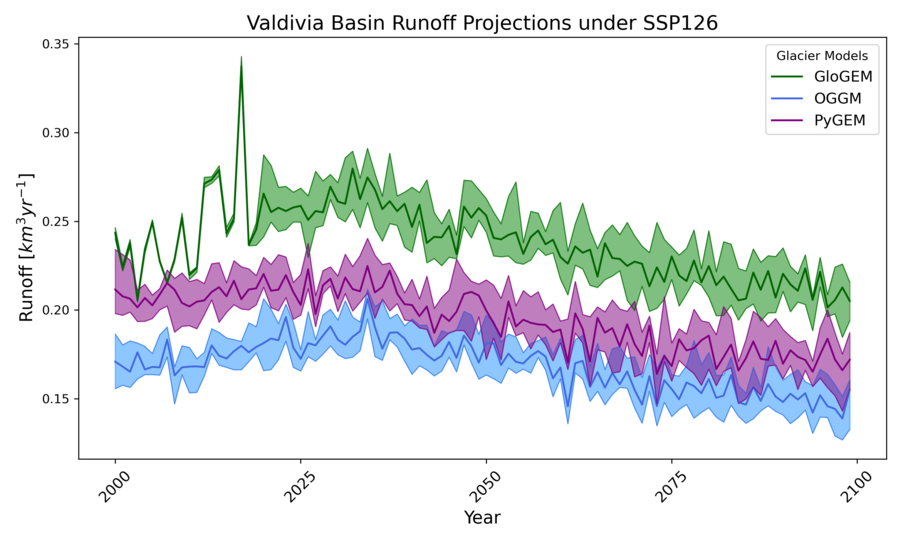 Valdivia Basin Runoff Projections under SSP126
Runoff [km³yr⁻¹]
0.35
0.30
0.25
0.20
0.15
Glacier Models
GloGEM
OGGM
PyGEM
2000
2025
2050
2075
2100
Year